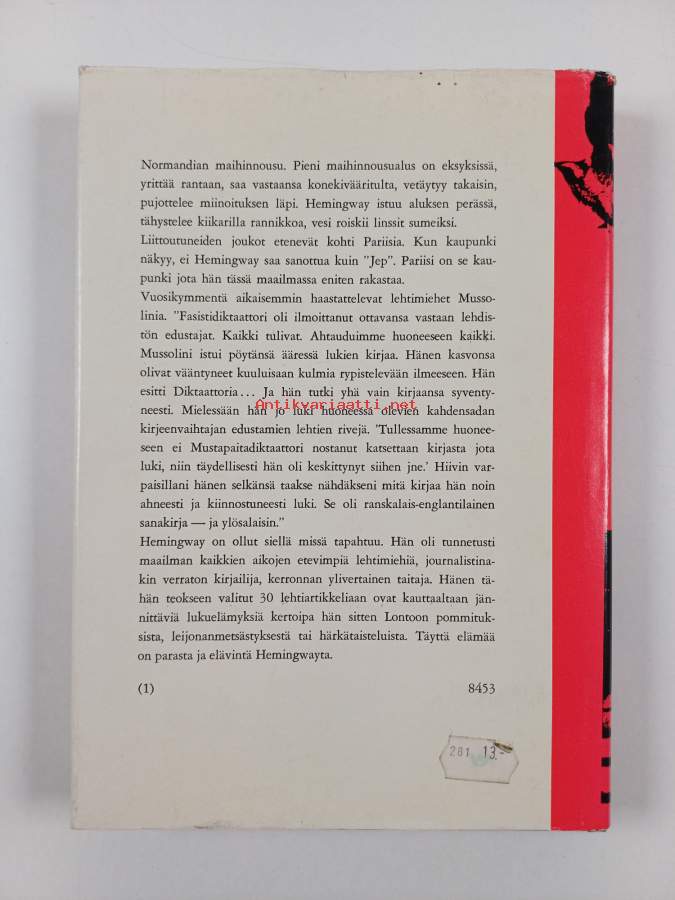 Normandian maihinnousu. Pieni maihinnousualus on eksyksissä,
yrittää rantaan, saa vastaansa konekivääritulta, vetäytyy takaisin,
pujottelee miinoituksen läpi. Hemingway istuu aluksen perässä,
tähystelee kiikarilla rannikkoa, vesi roiskii linssit sumeiksi.
Liittoutuneiden joukot etenevät kohti Pariisia. Kun kaupunki
näkyy, ei Hemingway saa sanottua kuin ”Jep”. Pariisi on se kau-
punki jota hän tässä maailmassa eniten rakastaa.
Vuosikymmentä aikaisemmin haastattelevat lehtimiehet Musso-
linia. ”Fasistidiktaattori oli ilmoittanut ottavansa vastaan lehdis-
tön edustajat. Kaikki tulivat. Ahtauduimme huoneeseen kaikki.
Mussolini istui pöytänsä ääressä lukien kirjaa. Hänen kasvonsa
olivat vääntyneet kuuluisaan kulmia rypistelevään ilmeeseen. Hän
esitti Diktaattoria... Ja hän tutki yhä vain kirjaansa syventy-
neesti. Mielessään hän jo luki huoneessa olevien kahdensadan
Antikvariaatti.net
kirjeenvaihtajan edustamien lehtien rivejä. ’Tullessamme huonee-
seen ei Mustapaitadiktaattori nostanut katsettaan kirjasta jota
luki, niin täydellisesti hän oli keskittynyt siihen jne.’ Hiivin var-
paisillani hänen selkänsä taakse nähdäkseni mitä kirjaa hän noin
ahneesti ja kiinnostuneesti luki. Se oli ranskalais-englantilainen
sanakirja — ja ylösalaisin.”
Hemingway on ollut siellä missä tapahtuu. Hän oli tunnetusti
maailman kaikkien aikojen etevimpiä lehtimiehiä, journalistina-
kin verraton kirjailija, kerronnan ylivertainen taitaja. Hänen tä-
hän teokseen valitut 30 lehtiartikkeliaan ovat kauttaaltaan jän-
nittäviä lukuelämyksiä kertoipa hän sitten Lontoon pommituk-
sista, leijonanmetsästyksestä tai härkätaisteluista. Täyttä elämää
on parasta ja elävintä Hemingwayta.
(1) 8453
281 13.-